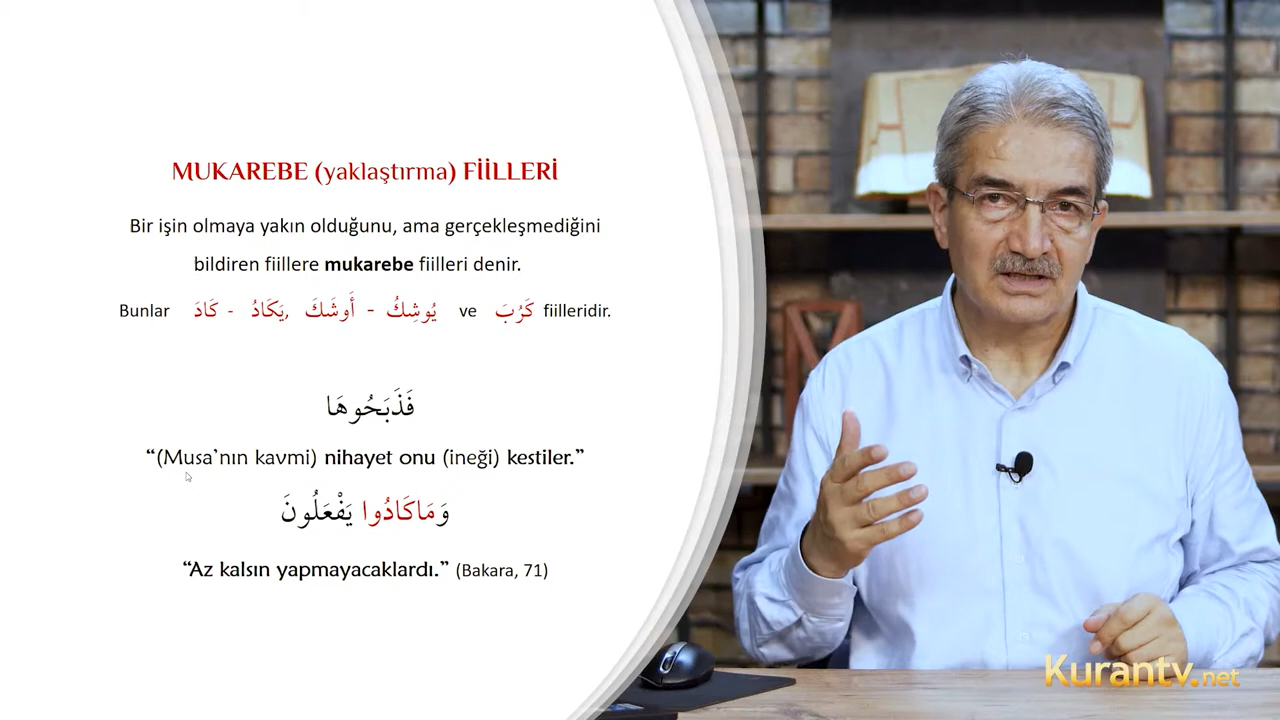 MUKAREBE (yaklaştırma) FİİLLERİ
Bir işin olmaya yakın olduğunu, ama gerçekleşmediğini
bildiren fiillere mukarebe fiilleri denir.
Bunlar كَادَ - يَكَادُ, أَوشَكَ - يُوشِكُ ve كَرُبَ fiilleridir.
فَذَبَحُوهَا
“(Musa’nın kavmi) nihayet onu (ineği) kestiler.”
وَمَاكَادُوا يَفْعَلُونَ
“Az kalsın yapmayacaklardı.” (Bakara, 71)
Kurantv.net